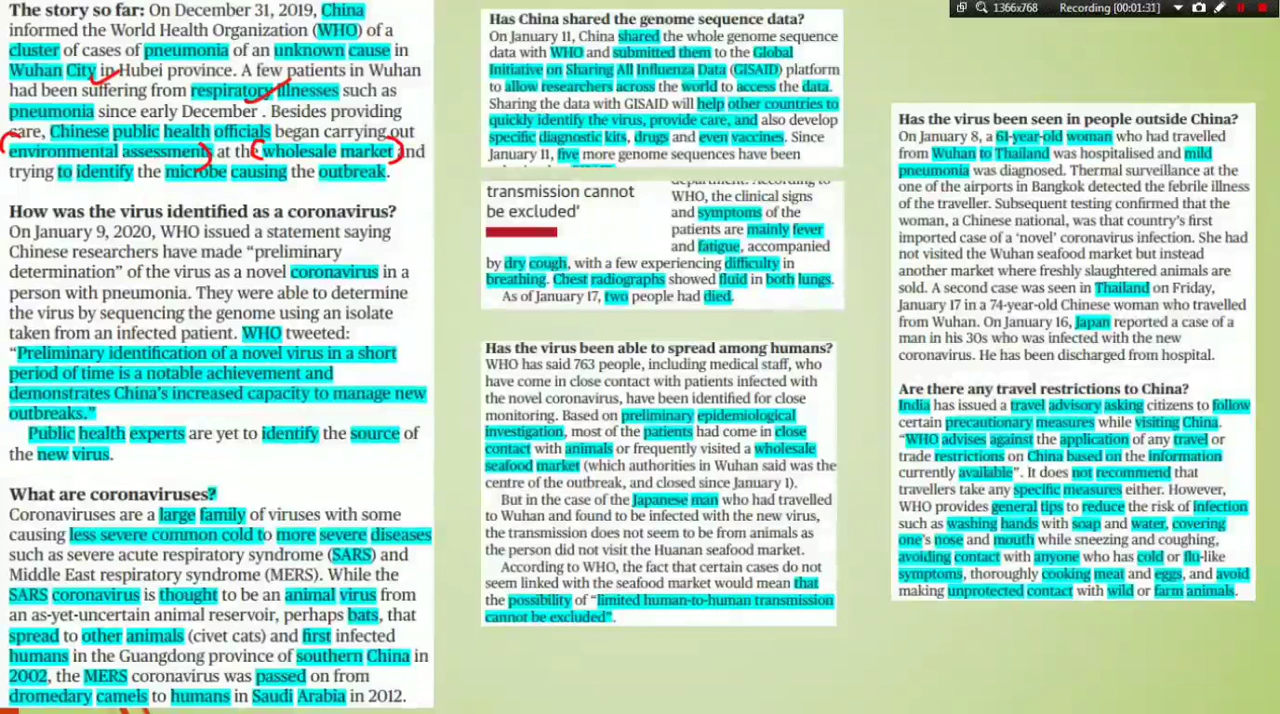 1366x768
Recording [00:01:31]
The story so far: On December 31, 2019, China
informed the World Health Organization (WHO) of a
cluster of cases of pneumonia of an unknown cause in
Wuhan City in Hubei province. A few patients in Wuhan
had been suffering from respiratory illnesses such as
pneumonia since early December . Besides providing
care, Chinese public health officials began carrying out
environmental assessments at the wholesale market and
trying to identify the microbe causing the outbreak.
How was the virus identified as a coronavirus?
On January 9, 2020, WHO issued a statement saying
Chinese researchers have made “preliminary
determination” of the virus as a novel coronavirus in a
person with pneumonia. They were able to determine
the virus by sequencing the genome using an isolate
taken from an infected patient. WHO tweeted:
“Preliminary identification of a novel virus in a short
period of time is a notable achievement and
demonstrates China’s increased capacity to manage new
outbreaks.”
Public health experts are yet to identify the source of
the new virus.
What are coronaviruses?
Coronaviruses are a large family of viruses with some
causing less severe common cold to more severe diseases
such as severe acute respiratory syndrome (SARS) and
Middle East respiratory syndrome (MERS). While the
SARS coronavirus is thought to be an animal virus from
an as-yet-uncertain animal reservoir, perhaps bats, that
spread to other animals (civet cats) and first infected
humans in the Guangdong province of southern China in
2002, the MERS coronavirus was passed on from
dromedary camels to humans in Saudi Arabia in 2012.
Has China shared the genome sequence data?
On January 11, China shared the whole genome sequence
data with WHO and submitted them to the Global
Initiative on Sharing All Influenza Data (GISAID) platform
to allow researchers across the world to access the data.
Sharing the data with GISAID will help other countries to
quickly identify the virus, provide care, and also develop
specific diagnostic kits, drugs and even vaccines. Since
January 11, five more genome sequences have been
transmission cannot
be excluded'
department. According to
WHO, the clinical signs
and symptoms of the
patients are mainly fever
and fatigue, accompanied
by dry cough, with a few experiencing difficulty in
breathing. Chest radiographs showed fluid in both lungs.
As of January 17, two people had died.
Has the virus been able to spread among humans?
WHO has said 763 people, including medical staff, who
have come in close contact with patients infected with
the novel coronavirus, have been identified for close
monitoring. Based on preliminary epidemiological
investigation, most of the patients had come in close
contact with animals or frequently visited a wholesale
seafood market (which authorities in Wuhan said was the
centre of the outbreak, and closed since January 1).
But in the case of the Japanese man who had travelled
to Wuhan and found to be infected with the new virus,
the transmission does not seem to be from animals as
the person did not visit the Huanan seafood market.
According to WHO, the fact that certain cases do not
seem linked with the seafood market would mean that
the possibility of “limited human-to-human transmission
cannot be excluded”.
Has the virus been seen in people outside China?
On January 8, a 61-year-old woman who had travelled
from Wuhan to Thailand was hospitalised and mild
pneumonia was diagnosed. Thermal surveillance at the
one of the airports in Bangkok detected the febrile illness
of the traveller. Subsequent testing confirmed that the
woman, a Chinese national, was that country’s first
imported case of a ‘novel’ coronavirus infection. She had
not visited the Wuhan seafood market but instead
another market where freshly slaughtered animals are
sold. A second case was seen in Thailand on Friday,
January 17 in a 74-year-old Chinese woman who travelled
from Wuhan. On January 16, Japan reported a case of a
man in his 30s who was infected with the new
coronavirus. He has been discharged from hospital.
Are there any travel restrictions to China?
India has issued a travel advisory asking citizens to follow
certain precautionary measures while visiting China.
“WHO advises against the application of any travel or
trade restrictions on China based on the information
currently available”. It does not recommend that
travellers take any specific measures either. However,
WHO provides general tips to reduce the risk of infection
such as washing hands with soap and water, covering
one’s nose and mouth while sneezing and coughing,
avoiding contact with anyone who has cold or flu-like
symptoms, thoroughly cooking meat and eggs, and avoid
making unprotected contact with wild or farm animals.